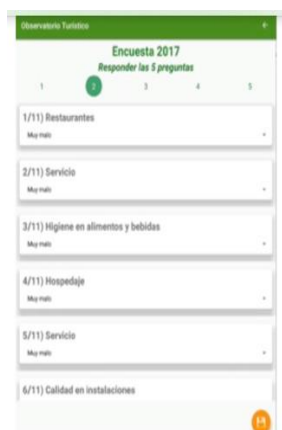 Observatorio Turistico
Encuesta 2017
Responder las 5 preguntas
1 2 3 4 5
1/11) Restaurantes
Muy malo
2/11) Servicio
Muy malo
3/11) Higiene en alimentos y bebidas
Muy malo
4/11) Hospedaje
Muy malo
5/11) Servicio
Muy malo
6/11) Calidad en instalaciones